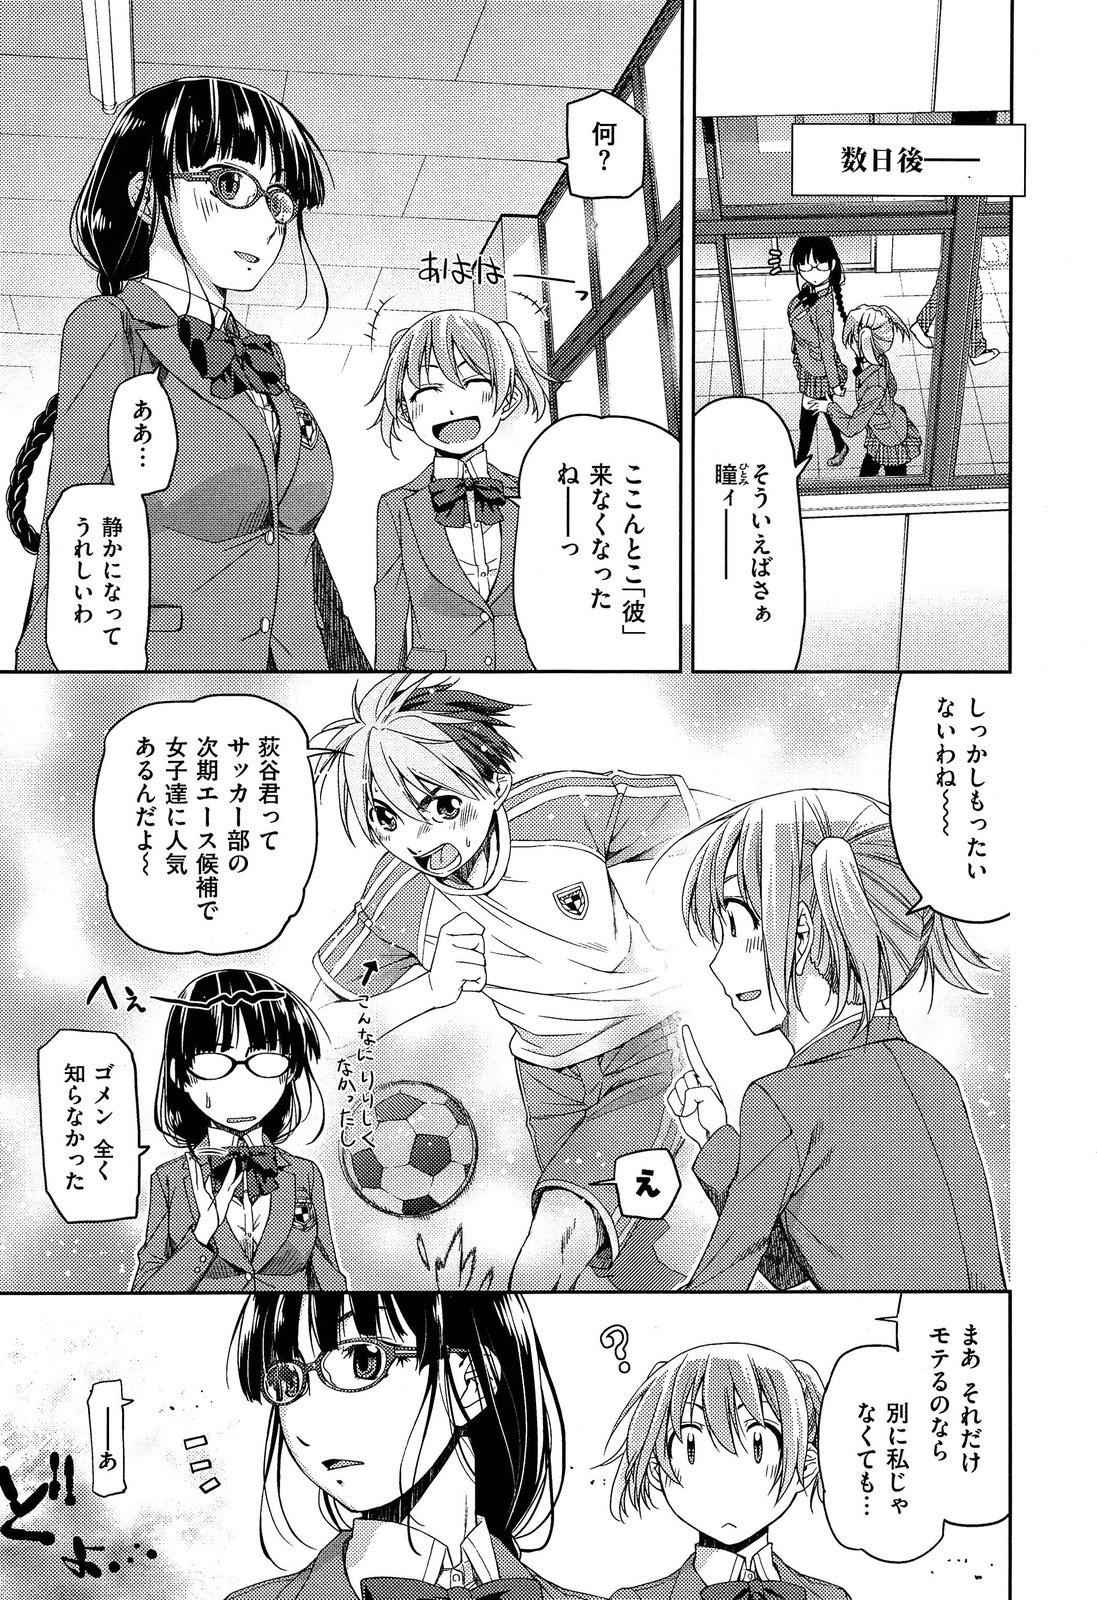 数日後――
そういえばさぁ
瞳ィ――
ひとみ
何?
あはは――っ
ここんとこ「彼」
来なくなった
ね――っ
ああ…
静かになって
うれしいわ
しっかしもったい
ないわね～～
荻谷君って
サッカー部の
次期エース候補で
女子達に人気
あるんだよ～
こんなにりりしく
なかったし
え
へぇ
ゴメン 全く
知らなかった
まあ それだけ
モテるのなら
別に私じゃ
なくても…
?
――あ